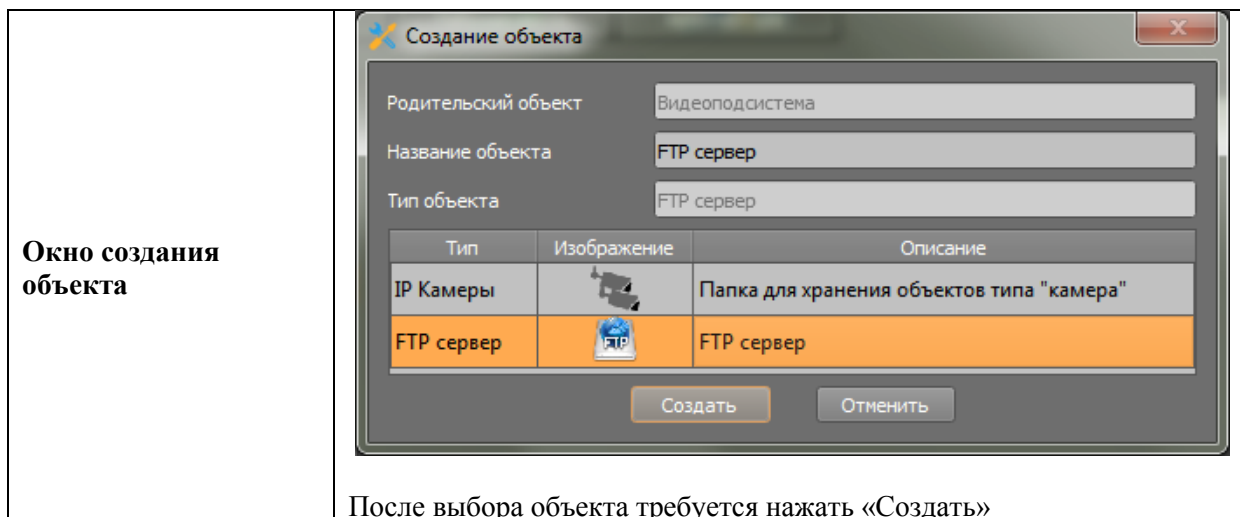 Окно создания
объекта
Создание объекта
Родительский объект Видеоподсистема
Название объекта FTP сервер
Тип объекта FTP сервер
Тип Изображение Описание
IP Камеры Папка для хранения объектов типа "камера"
FTP сервер FTP FTP сервер
Создать Отменить
После выбора объекта требуется нажать «Создать»